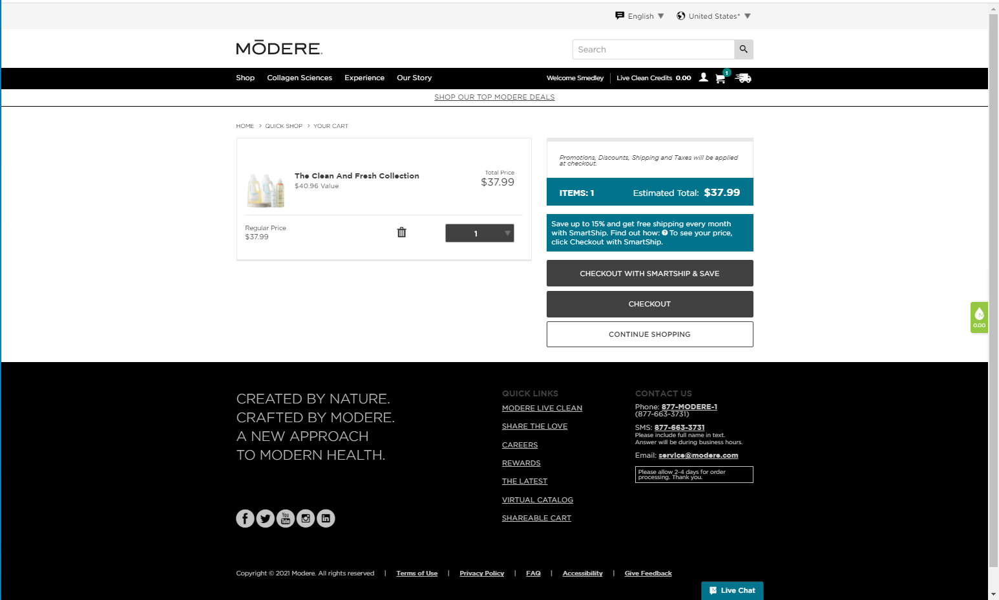 English
United States*
MŌDERE.
Search
Shop
Collagen Sciences
Experience
Our Story
Welcome Smedley
Live Clean Credits 0.00
1
SHOP OUR TOP MODERE DEALS
HOME > QUICK SHOP > YOUR CART
The Clean And Fresh Collection
$40.96 Value
Total Price
$37.99
Regular Price
$37.99
1
Promotions, Discounts, Shipping and Taxes will be applied
at checkout.
ITEMS: 1 Estimated Total: $37.99
Save up to 15% and get free shipping every month
with SmartShip. Find out how: ? To see your price,
click Checkout with SmartShip.
CHECKOUT WITH SMARTSHIP & SAVE
CHECKOUT
CONTINUE SHOPPING
0.00
CREATED BY NATURE.
CRAFTED BY MODERE.
A NEW APPROACH
TO MODERN HEALTH.
QUICK LINKS
MODERE LIVE CLEAN
SHARE THE LOVE
CAREERS
REWARDS
THE LATEST
VIRTUAL CATALOG
SHAREABLE CART
CONTACT US
Phone: 877-MODERE-1
(877-663-3731)
SMS: 877-663-3731
Please include full name in text.
Answer will be during business hours.
Email: service@modere.com
Please allow 2-4 days for order
processing. Thank you.
You
Tube
Copyright © 2021 Modere. All rights reserved | Terms of Use | Privacy Policy | FAQ | Accessibility | Give Feedback
Live Chat